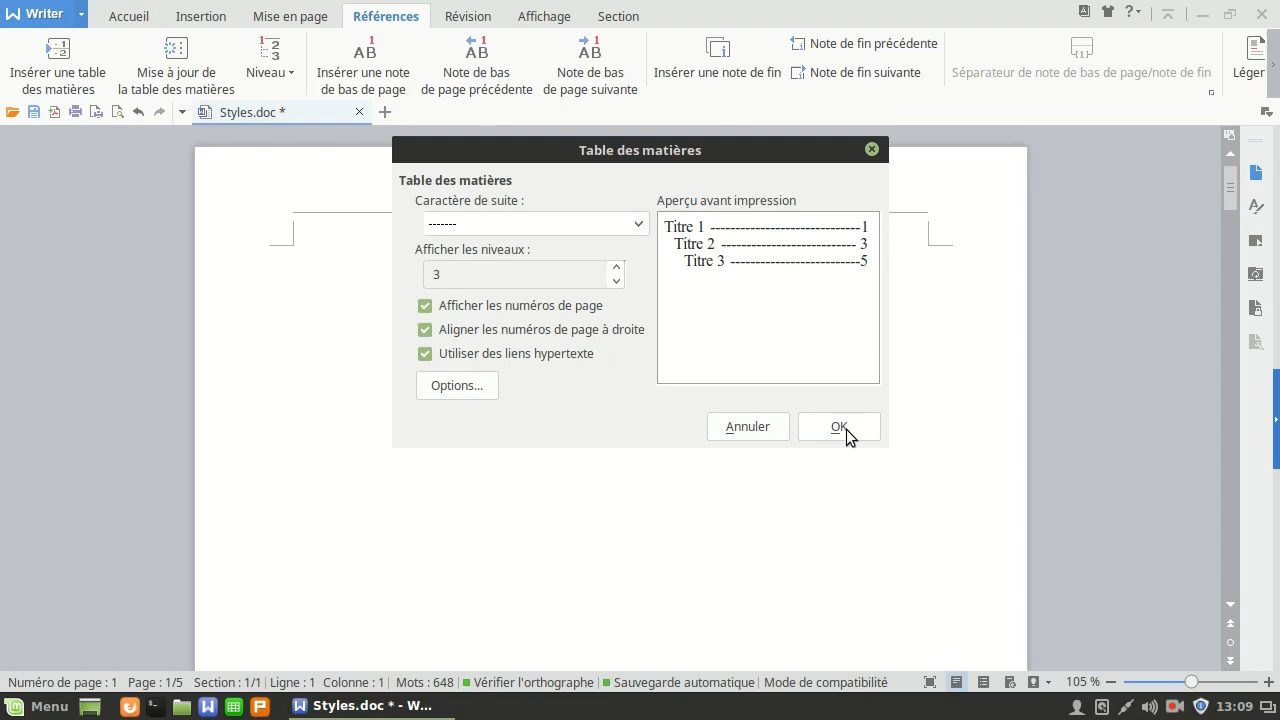 Writer
Accueil
Insertion
Mise en page
Références
Révision
Affichage
Section
Insérer une table
des matières
Mise à jour de
la table des matières
Niveau
Insérer une note
de bas de page
Note de bas
de page précédente
Note de bas
de page suivante
Insérer une note de fin
Note de fin précédente
Note de fin suivante
Séparateur de note de bas de page/note de fin
Léger
Styles.doc *
Table des matières
Table des matières
Caractère de suite :
-------
Afficher les niveaux :
3
Afficher les numéros de page
Aligner les numéros de page à droite
Utiliser des liens hypertexte
Options...
Aperçu avant impression
Titre 1 ------------------------------1
Titre 2 --------------------------- 3
Titre 3 --------------------------5
Annuler
OK
Numéro de page : 1
Page : 1/5
Section : 1/1
Ligne : 1
Colonne : 1
Mots : 648
Vérifier l'orthographe
Sauvegarde automatique
Mode de compatibilité
105 %
Menu
Styles.doc * - W...
13:09